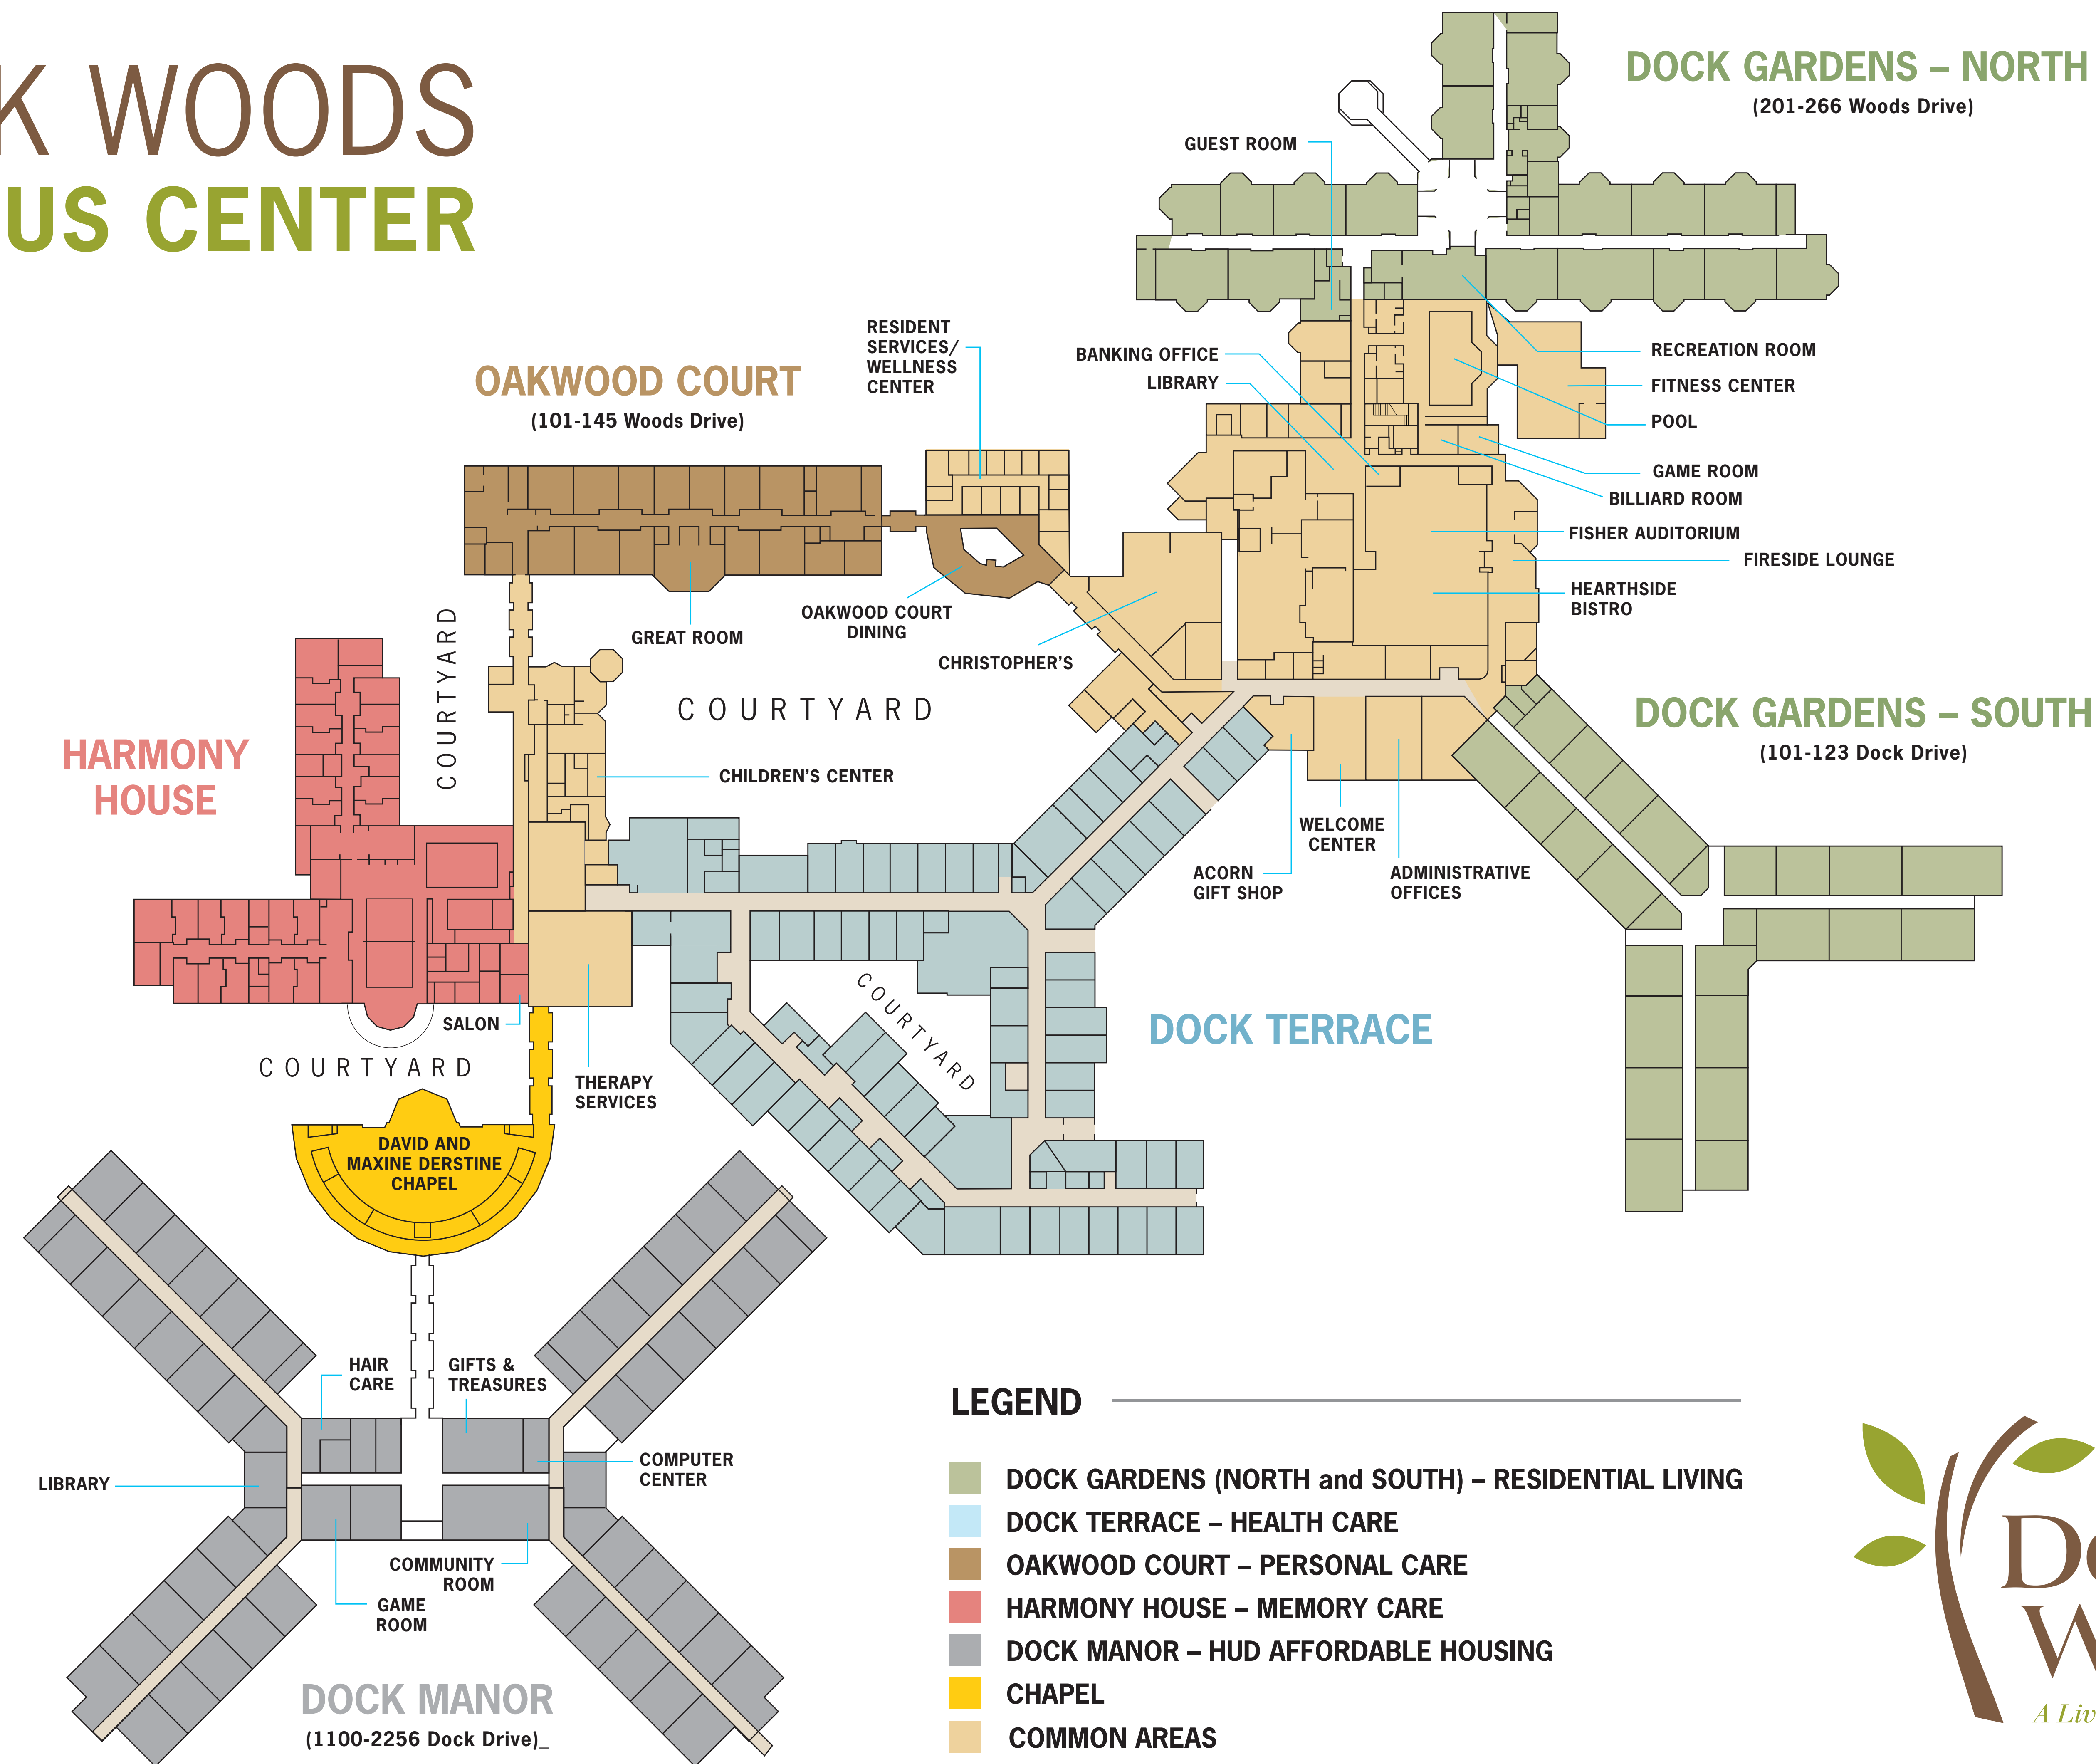 K WOODS
US CENTER
DOCK GARDENS – NORTH
(201-266 Woods Drive)
GUEST ROOM
RESIDENT
SERVICES/
WELLNESS
CENTER
BANKING OFFICE
LIBRARY
RECREATION ROOM
FITNESS CENTER
POOL
GAME ROOM
BILLIARD ROOM
FISHER AUDITORIUM
FIRESIDE LOUNGE
HEARTHSIDE
BISTRO
OAKWOOD COURT
(101-145 Woods Drive)
GREAT ROOM
OAKWOOD COURT
DINING
CHRISTOPHER'S
COURTYARD
COURTYARD
HARMONY
HOUSE
CHILDREN'S CENTER
DOCK GARDENS – SOUTH
(101-123 Dock Drive)
WELCOME
CENTER
ACORN
GIFT SHOP
ADMINISTRATIVE
OFFICES
COURTYARD
DOCK TERRACE
SALON
COURTYARD
THERAPY
SERVICES
DAVID AND
MAXINE DERSTINE
CHAPEL
HAIR
CARE
GIFTS &
TREASURES
LIBRARY
COMPUTER
CENTER
COMMUNITY
ROOM
GAME
ROOM
DOCK MANOR
(1100-2256 Dock Drive)_
LEGEND
DOCK GARDENS (NORTH and SOUTH) – RESIDENTIAL LIVING
DOCK TERRACE – HEALTH CARE
OAKWOOD COURT – PERSONAL CARE
HARMONY HOUSE – MEMORY CARE
DOCK MANOR – HUD AFFORDABLE HOUSING
CHAPEL
COMMON AREAS
Do
W
A Liv